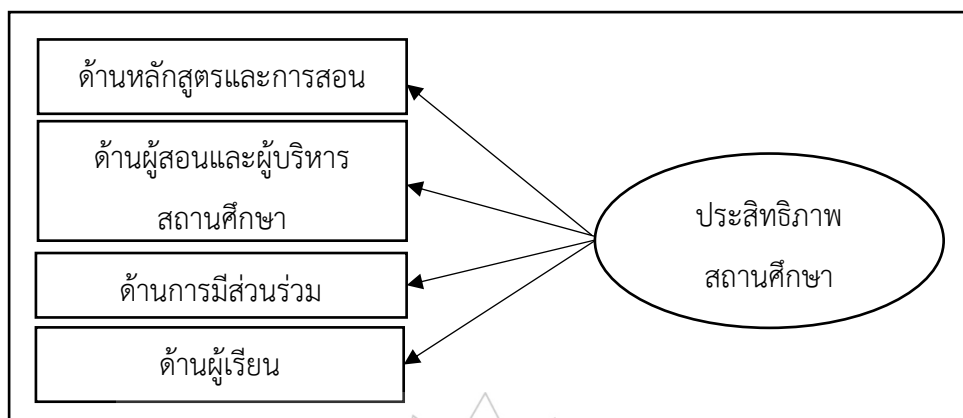 ด้านหลักสูตรและการสอน
ด้านผู้สอนและผู้บริหาร
สถานศึกษา
ด้านการมีส่วนร่วม
ด้านผู้เรียน
ประสิทธิภาพ
สถานศึกษา